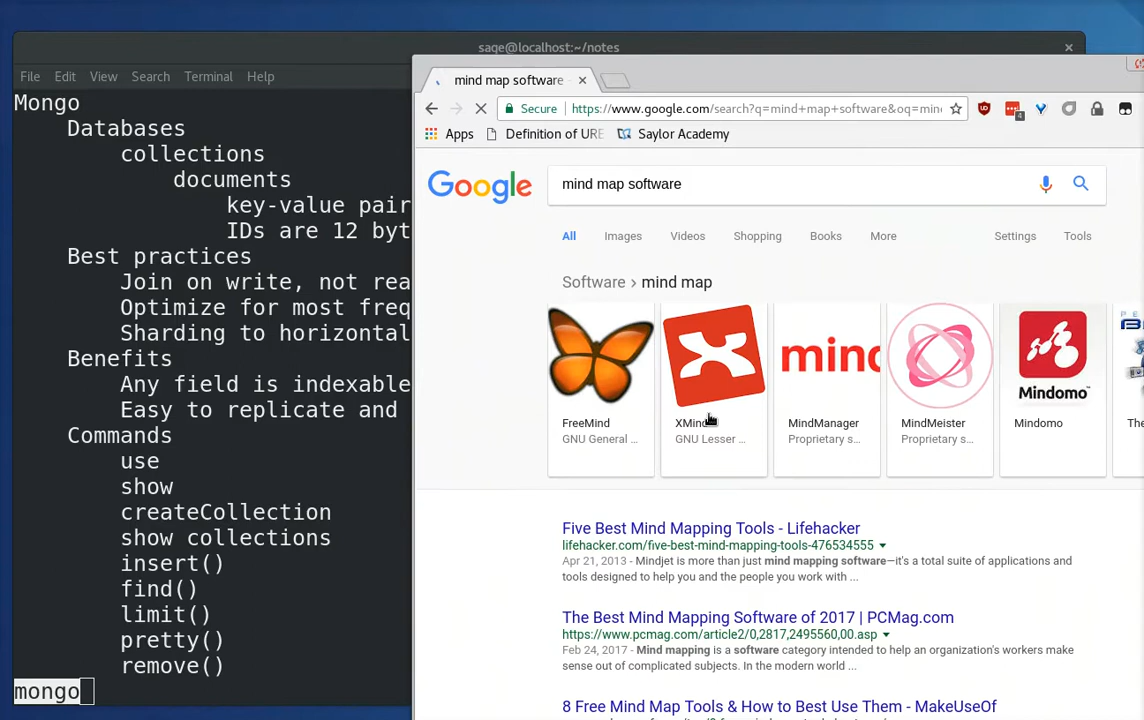 sage@localhost:~/notes
File Edit View Search Terminal Help
Mongo
Databases
collections
documents
key-value pair
IDs are 12 byt
Best practices
Join on write, not rea
Optimize for most freq
Sharding to horizontal
Benefits
Any field is indexable
Easy to replicate and
Commands
use
show
createCollection
show collections
insert()
find()
limit()
pretty()
remove()
mongo
mind map software
Secure https://www.google.com/search?q=mind+map+software&oq=min
4
Apps Definition of URE Saylor Academy
Google
mind map software
All Images Videos Shopping Books More Settings Tools
Software › mind map
mind
Mindomo
FreeMind XMind MindManager MindMeister Mindomo The
GNU General ... GNU Lesser ... Proprietary s... Proprietary s...
Five Best Mind Mapping Tools - Lifehacker
lifehacker.com/five-best-mind-mapping-tools-476534555
Apr 21, 2013 - Mindjet is more than just mind mapping software—it's a total suite of applications and
tools designed to help you and the people you work with ...
The Best Mind Mapping Software of 2017 | PCMag.com
https://www.pcmag.com/article2/0,2817,2495560,00.asp
Feb 24, 2017 - Mind mapping is a software category intended to help an organization's workers make
sense out of complicated subjects. In the modern world ...
8 Free Mind Map Tools & How to Best Use Them - MakeUseOf